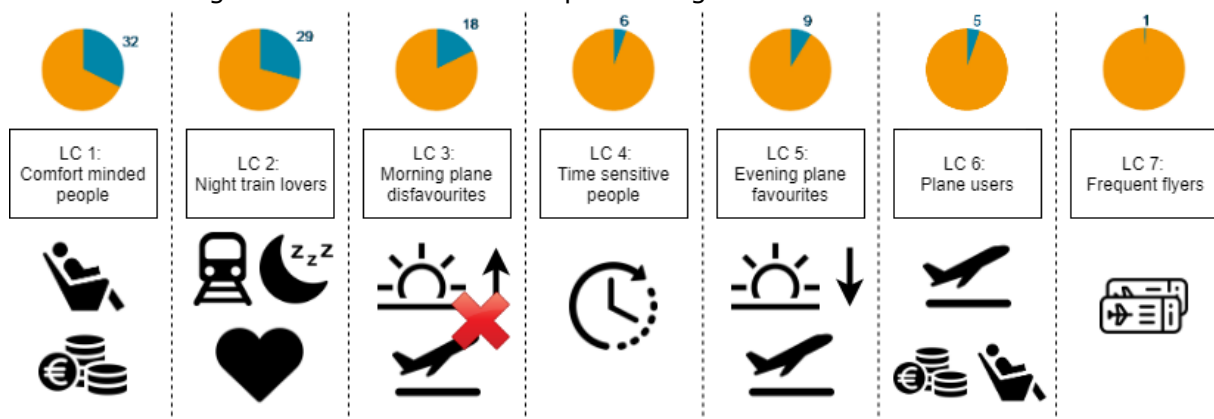 32
29
18
6
9
5
1
LC 1:
Comfort minded
people
LC 2:
Night train lovers
LC 3:
Morning plane
disfavourites
LC 4:
Time sensitive
people
LC 5:
Evening plane
favourites
LC 6:
Plane users
LC 7:
Frequent flyers
z z Z
€
€